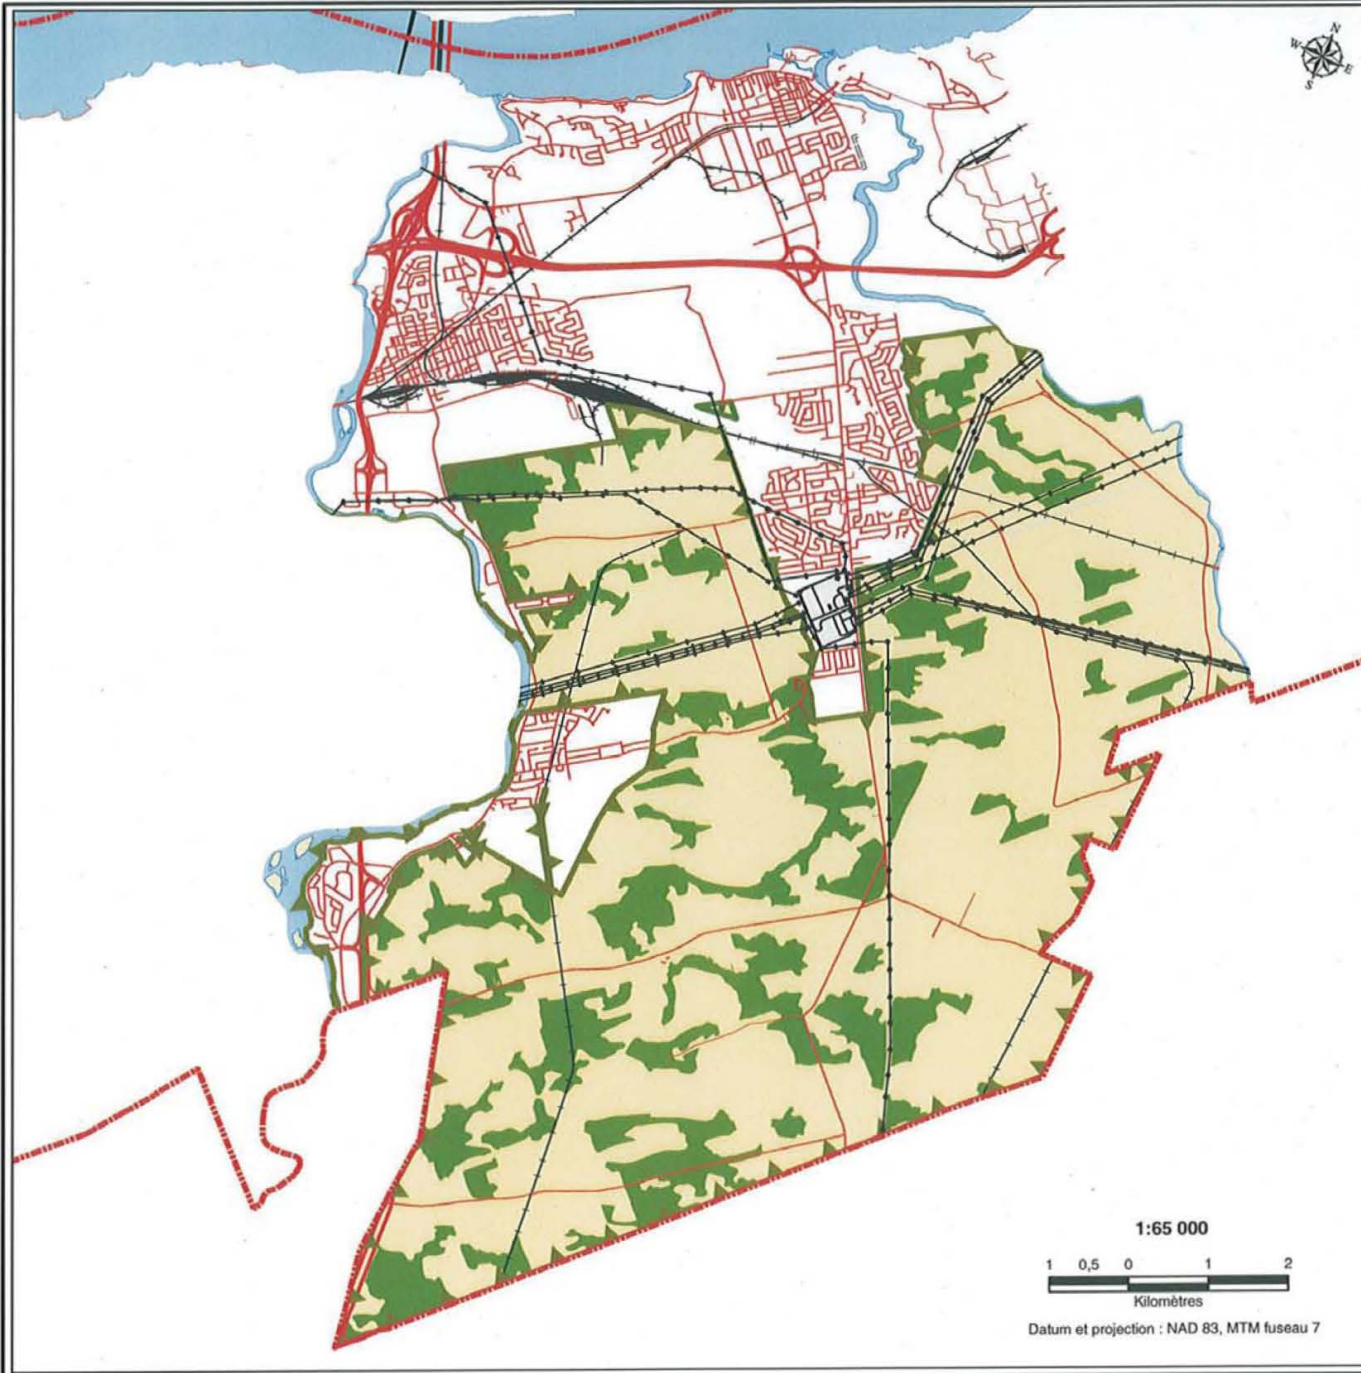 N
W
E
S
1:65 000
1 0,5 0 1 2
Kilomètres
Datum et projection : NAD 83, MTM fuseau 7